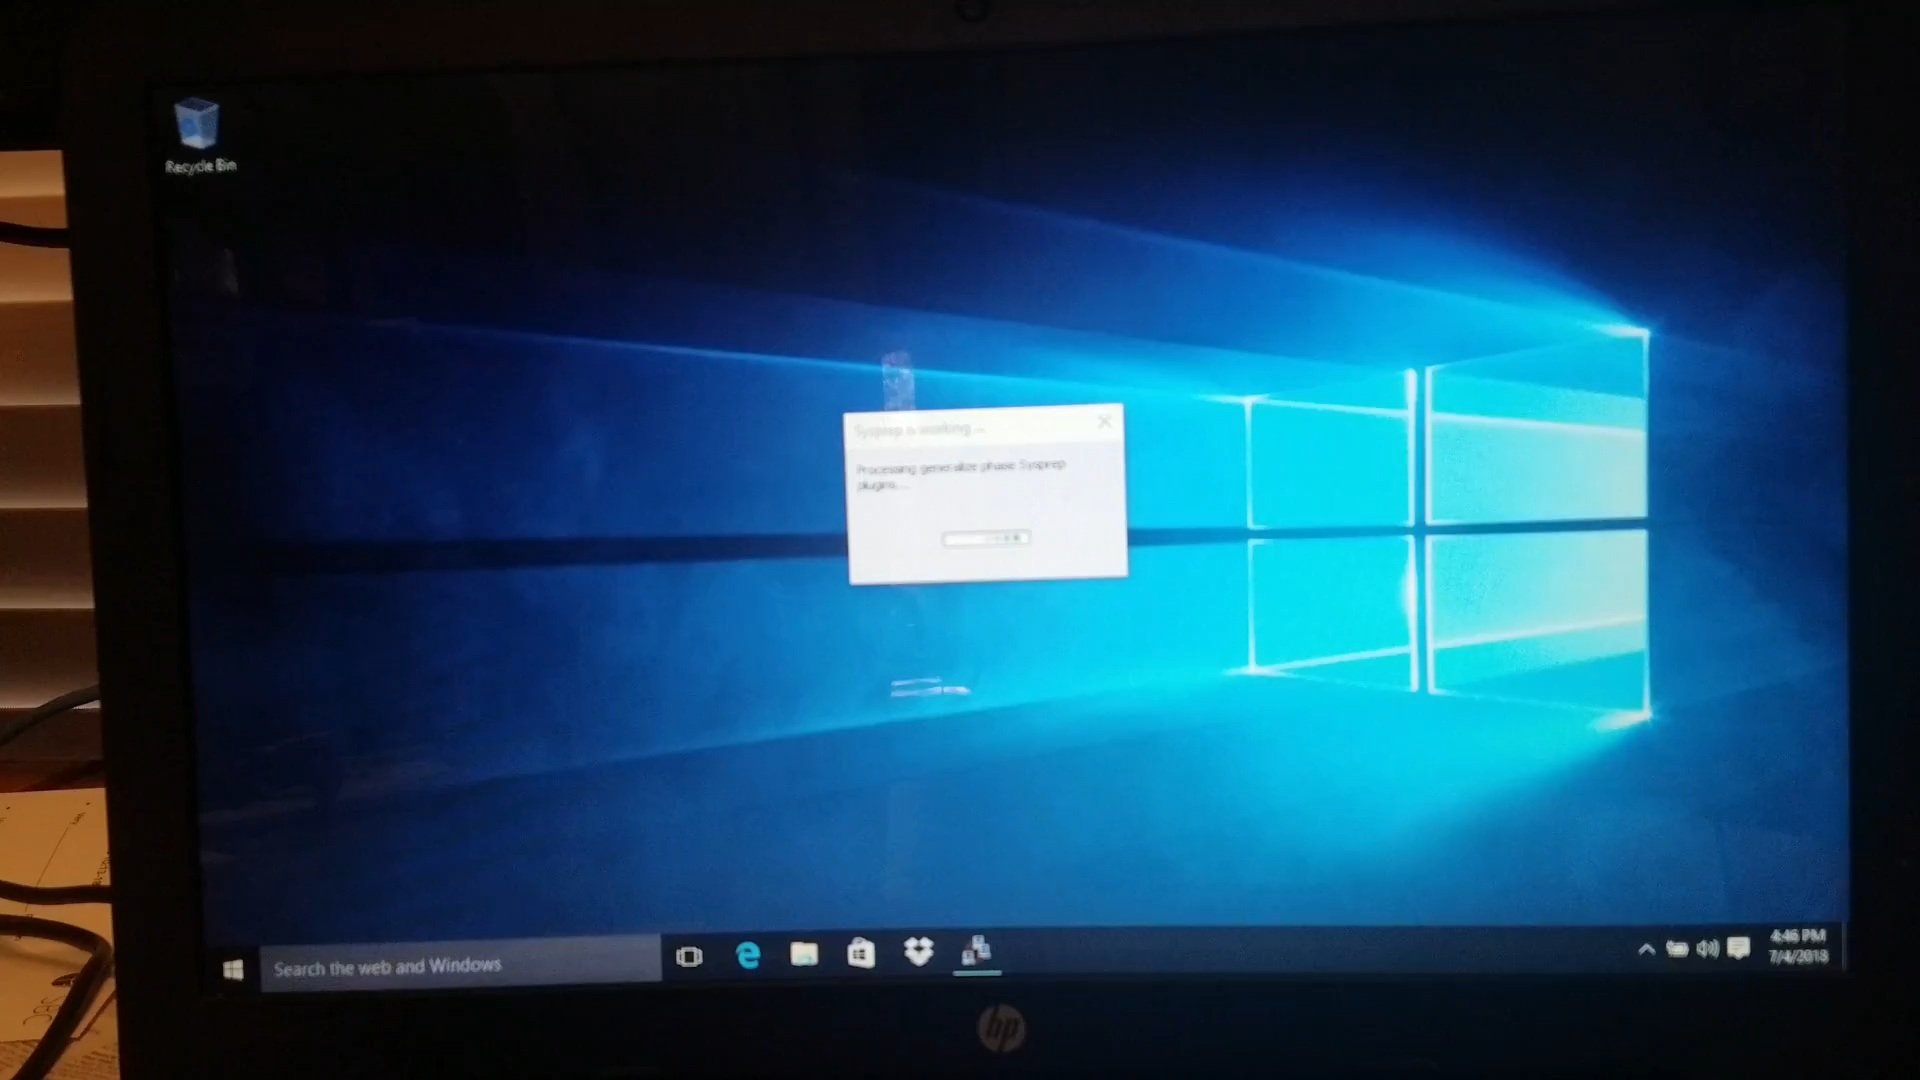 Recycle Bin
Sysprep is working ...
Processing generalize phase Sysprep
plugins...
Search the web and Windows
4:46 PM
7/4/2018
hp